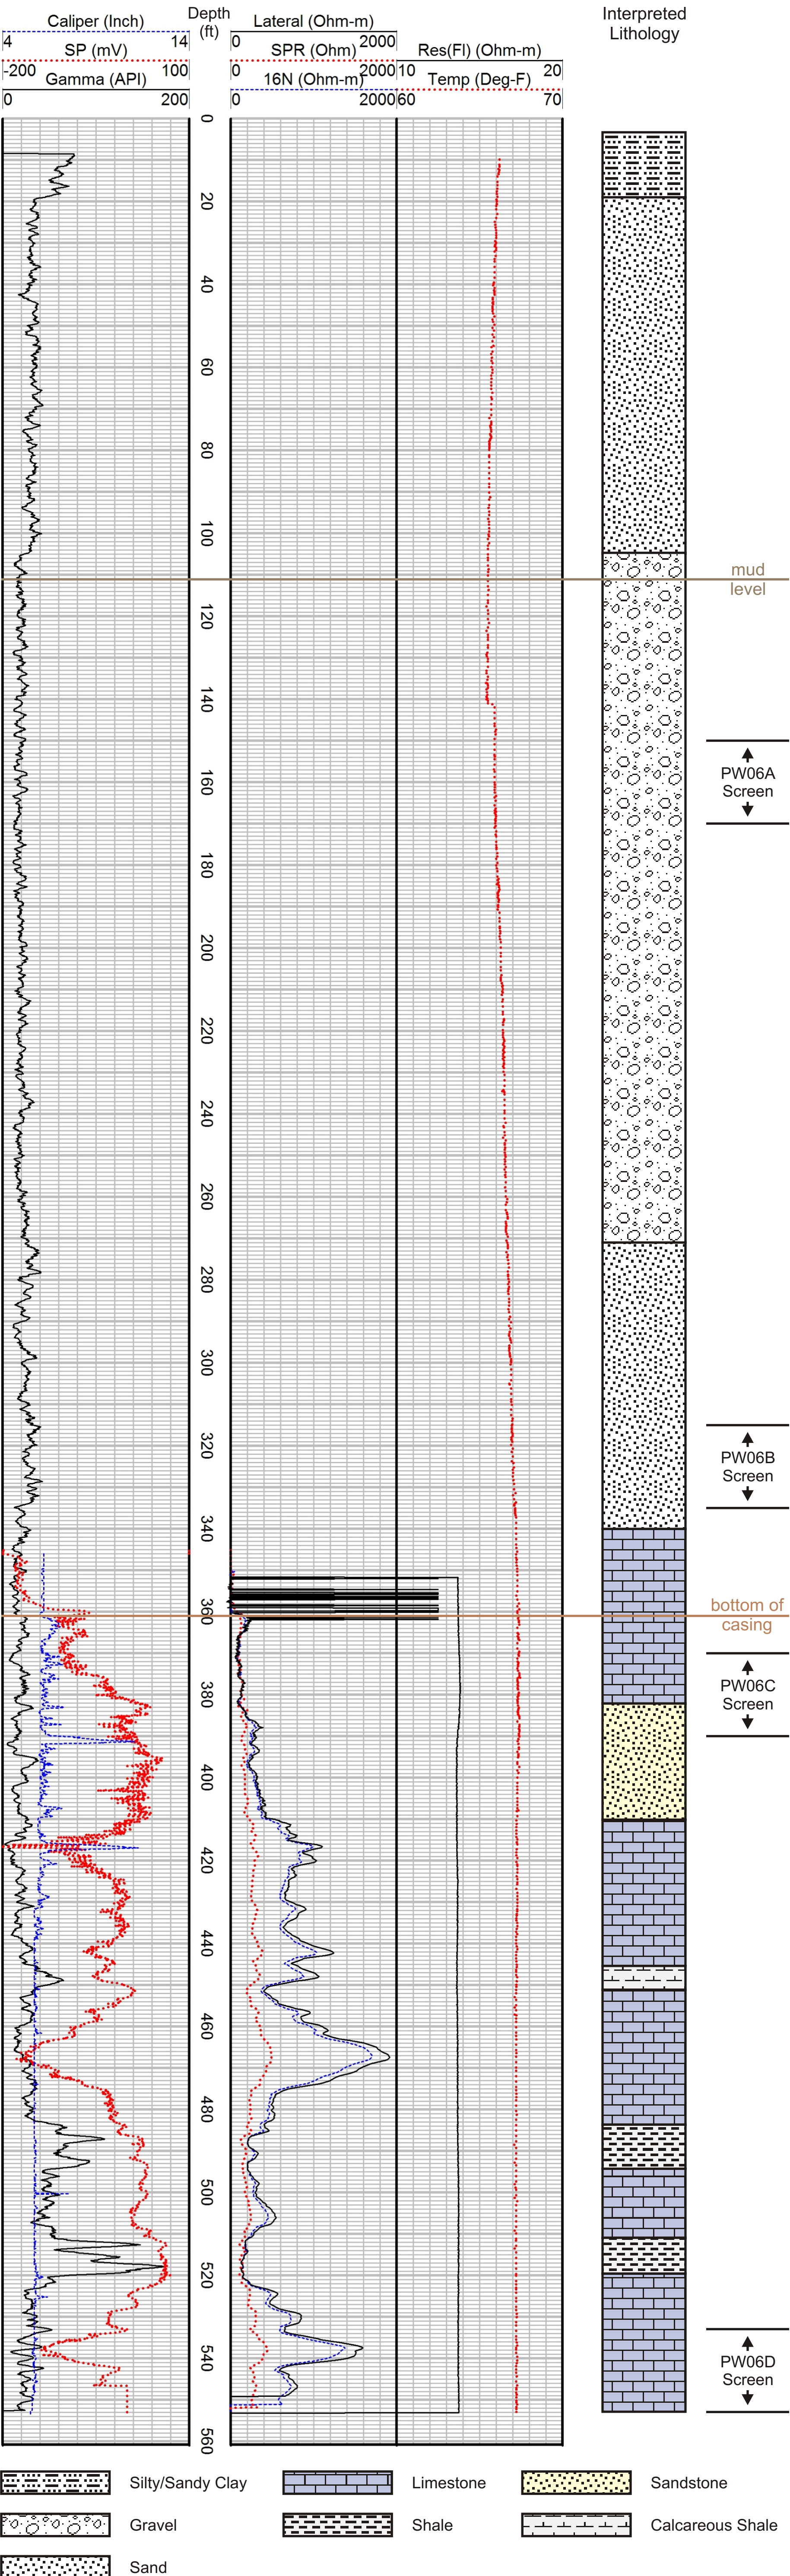 Caliper (Inch)
4 14
SP (mV)
-200 100
Gamma (API)
0 200
Depth
(ft)
Lateral (Ohm-m)
0 2000
SPR (Ohm)
0 2000
16N (Ohm-m)
0 2000
Res(Fl) (Ohm-m)
10 20
Temp (Deg-F)
60 70
Interpreted
Lithology
0
20
40
60
80
100
120
140
160
180
200
220
240
260
280
300
320
340
360
380
400
420
440
460
480
500
520
540
560
mud
level
PW06A
Screen
PW06B
Screen
bottom of
casing
PW06C
Screen
PW06D
Screen
Silty/Sandy Clay
Limestone
Sandstone
Gravel
Shale
Calcareous Shale
Sand